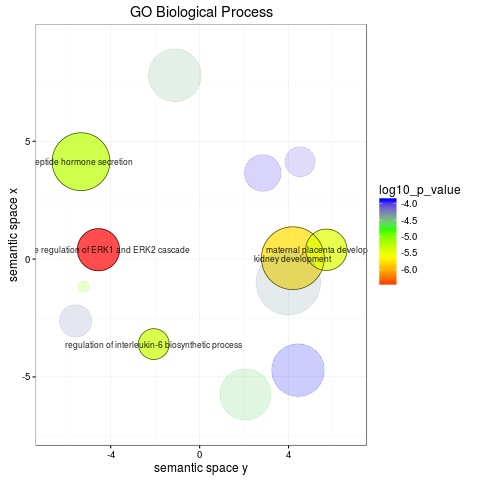 GO Biological Process
semantic space x
5
0
-5
eptide hormone secretion
e regulation of ERK1 and ERK2 cascade
maternal placenta develop
kidney development
regulation of interleukin-6 biosynthetic process
-4
0
4
semantic space y
log10_p_value
-4.0
-4.5
-5.0
-5.5
-6.0